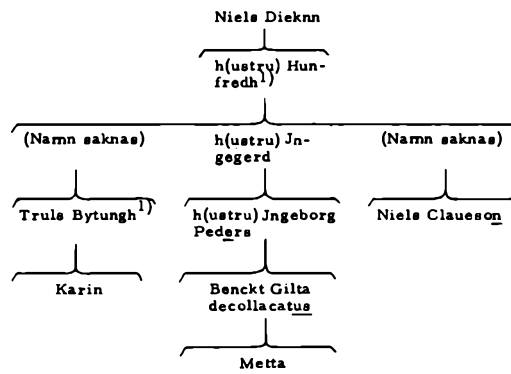 Niels Dieknn
h(ustru) Hun-
fredh1)
(Namn saknas)
h(ustru) Jn-
gegerd
(Namn saknas)
Truls Bytungh1)
h(ustru) Jngeborg
Peders
Niels Claueson
Karin
Benckt Gilta
decollacatus
Metta